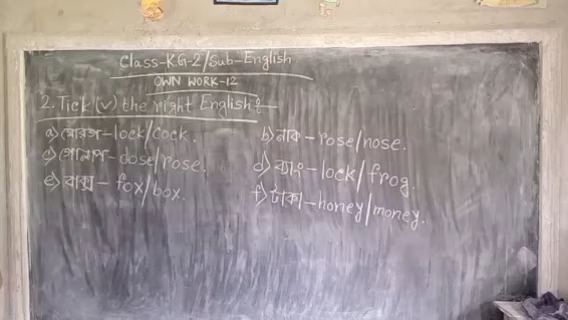 Class-K.G-2/Sub-English
OWN WORK-12
2. Tick (✓) the right English :-
a) মোরগ - lock/cock. b) নাক - rose/nose.
c) গোলাপ - dose/rose. d) ব্যাং - lock/frog.
e) বাক্স - fox/box. f) টাকা - honey/money.